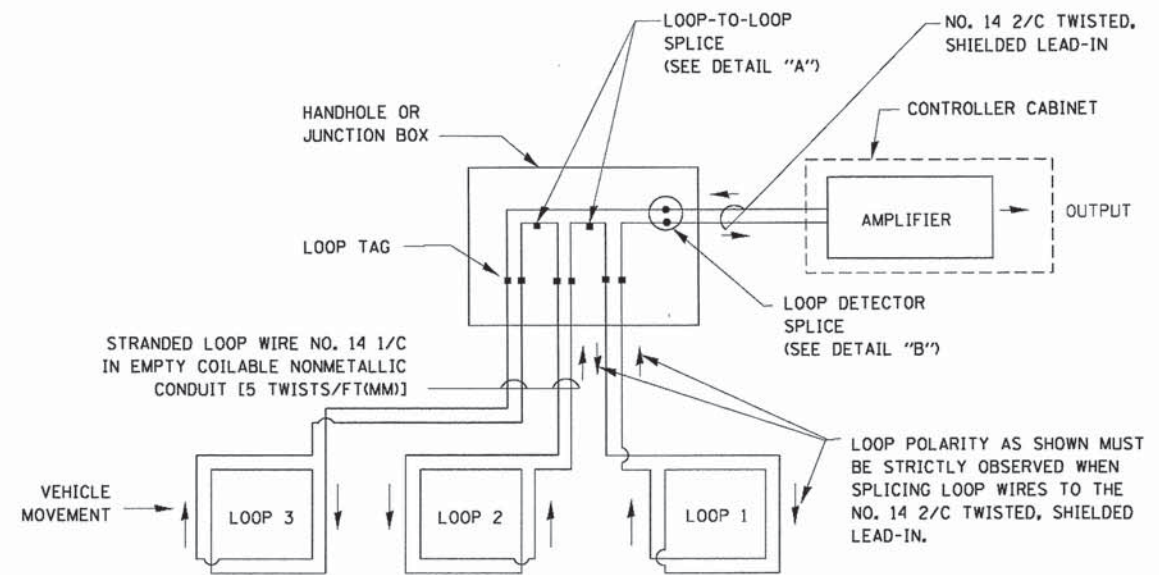 LOOP-TO-LOOP
SPLICE
(SEE DETAIL "A")
NO. 14 2/C TWISTED,
SHIELDED LEAD-IN
HANDHOLE OR
JUNCTION BOX
CONTROLLER CABINET
AMPLIFIER
OUTPUT
LOOP TAG
LOOP DETECTOR
SPLICE
(SEE DETAIL "B")
STRANDED LOOP WIRE NO. 14 1/C
IN EMPTY COILABLE NONMETALLIC
CONDUIT [5 TWISTS/FT(MM)]
VEHICLE
MOVEMENT
LOOP 3
LOOP 2
LOOP 1
LOOP POLARITY AS SHOWN MUST
BE STRICTLY OBSERVED WHEN
SPLICING LOOP WIRES TO THE
NO. 14 2/C TWISTED, SHIELDED
LEAD-IN.